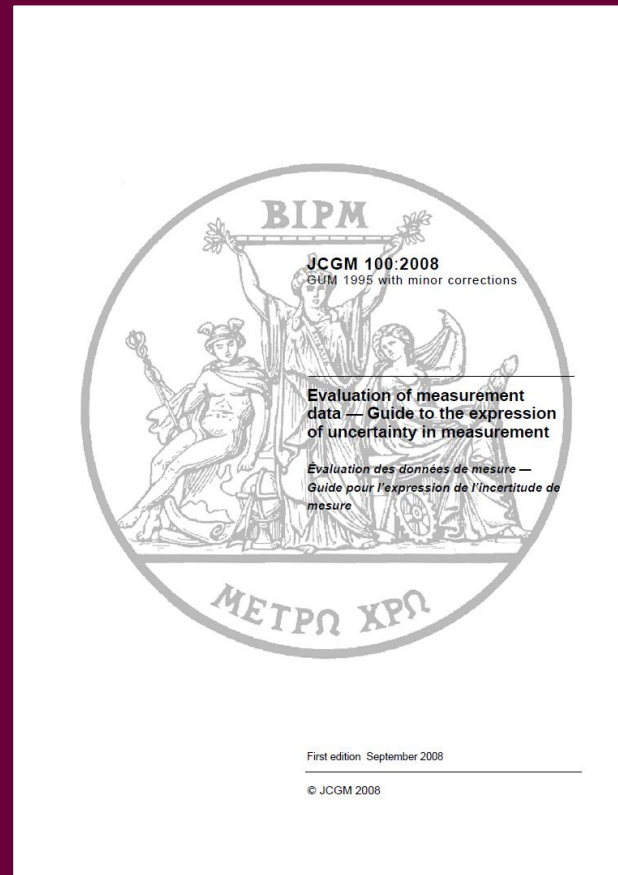 BIPM
JCGM 100:2008
GUM 1995 with minor corrections
Evaluation of measurement
data — Guide to the expression
of uncertainty in measurement
Évaluation des données de mesure —
Guide pour l'expression de l'incertitude de
mesure
ΜΕΤΡΩ ΧΡΩ
First edition September 2008
© JCGM 2008